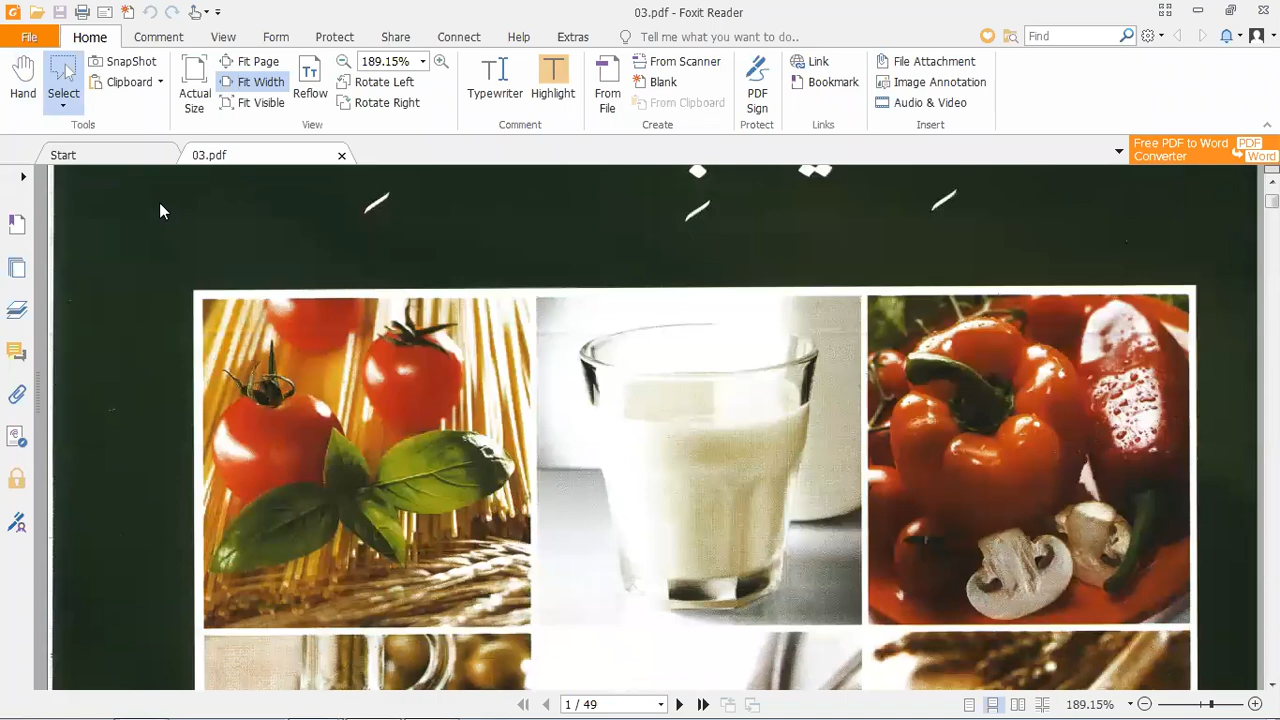 03.pdf - Foxit Reader
File Home Comment View Form Protect Share Connect Help Extras Tell me what you want to do... Find
Hand
Select
SnapShot
Clipboard
Tools
Actual Size
Fit Page
Fit Width
Fit Visible
Reflow
189.15%
Rotate Left
Rotate Right
View
Typewriter
Highlight
Comment
From File
From Scanner
Blank
From Clipboard
Create
PDF Sign
Protect
Link
Bookmark
Links
File Attachment
Image Annotation
Audio & Video
Insert
Start
03.pdf
Free PDF to Word Converter
PDF
Word
1 / 49
189.15%